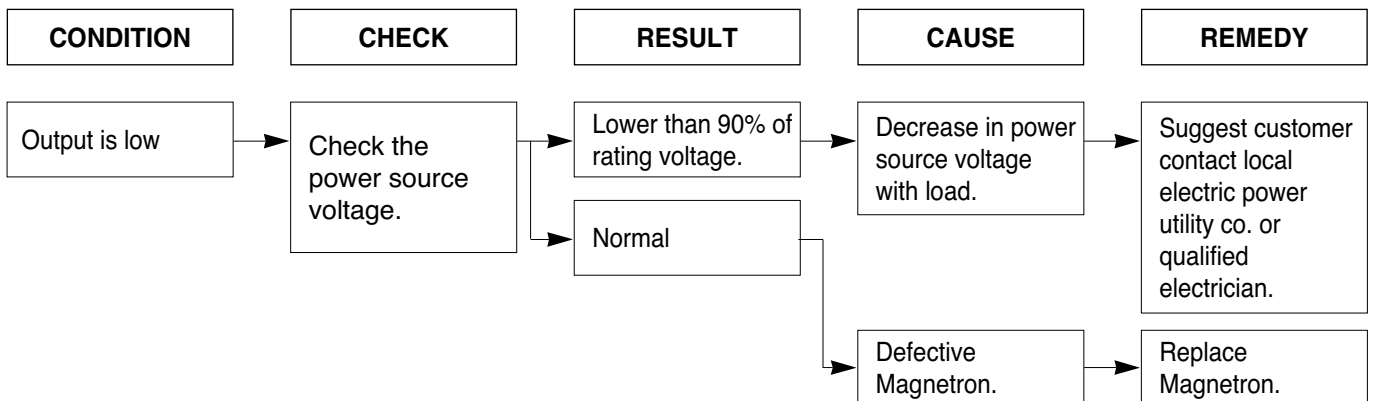 CONDITION
CHECK
RESULT
CAUSE
REMEDY
Output is low
Check the
power source
voltage.
Lower than 90% of
rating voltage.
Decrease in power
source voltage
with load.
Suggest customer
contact local
electric power
utility co. or
qualified
electrician.
Normal
Defective
Magnetron.
Replace
Magnetron.